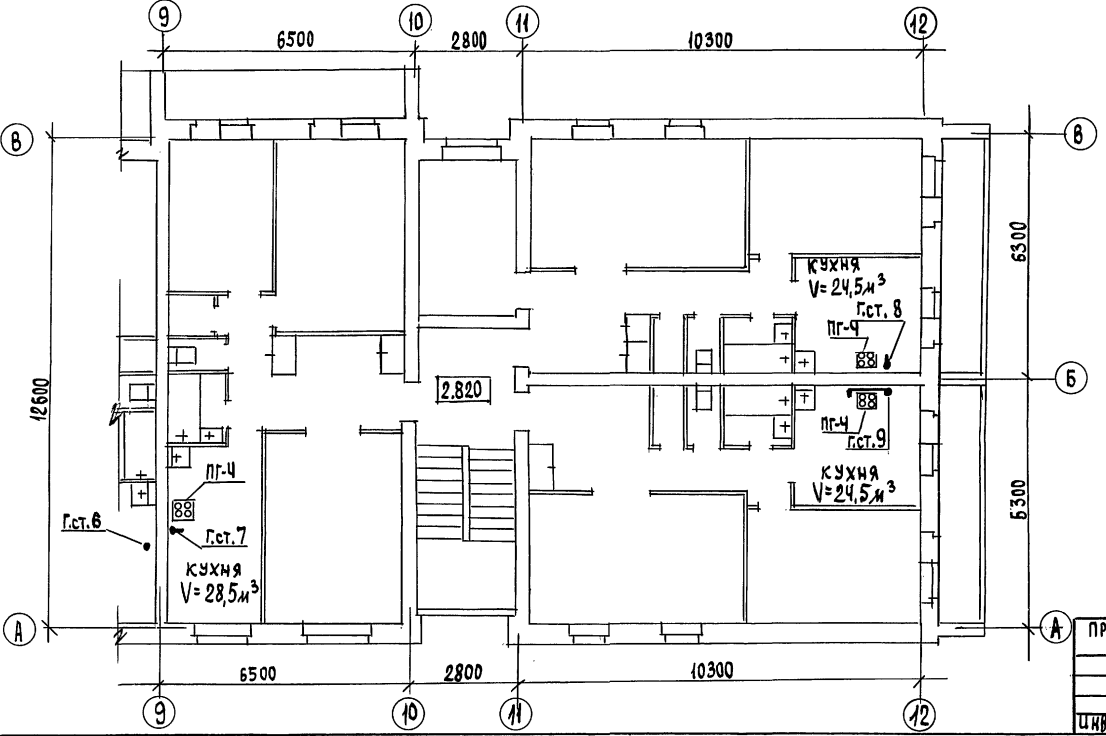 9
10
11
12
6500
2800
10300
В
В
6300
КУХНЯ
V=24,5м³
Г.СТ. 8
ПГ-4
Б
2.820
12600
ПГ-4
Г.СТ.9
КУХНЯ
V=24,5м³
6300
ПГ-4
Г.СТ.6
Г.СТ.7
КУХНЯ
V=28,5м³
А
А
ПР
6500
2800
10300
9
10
11
12
ИНВ